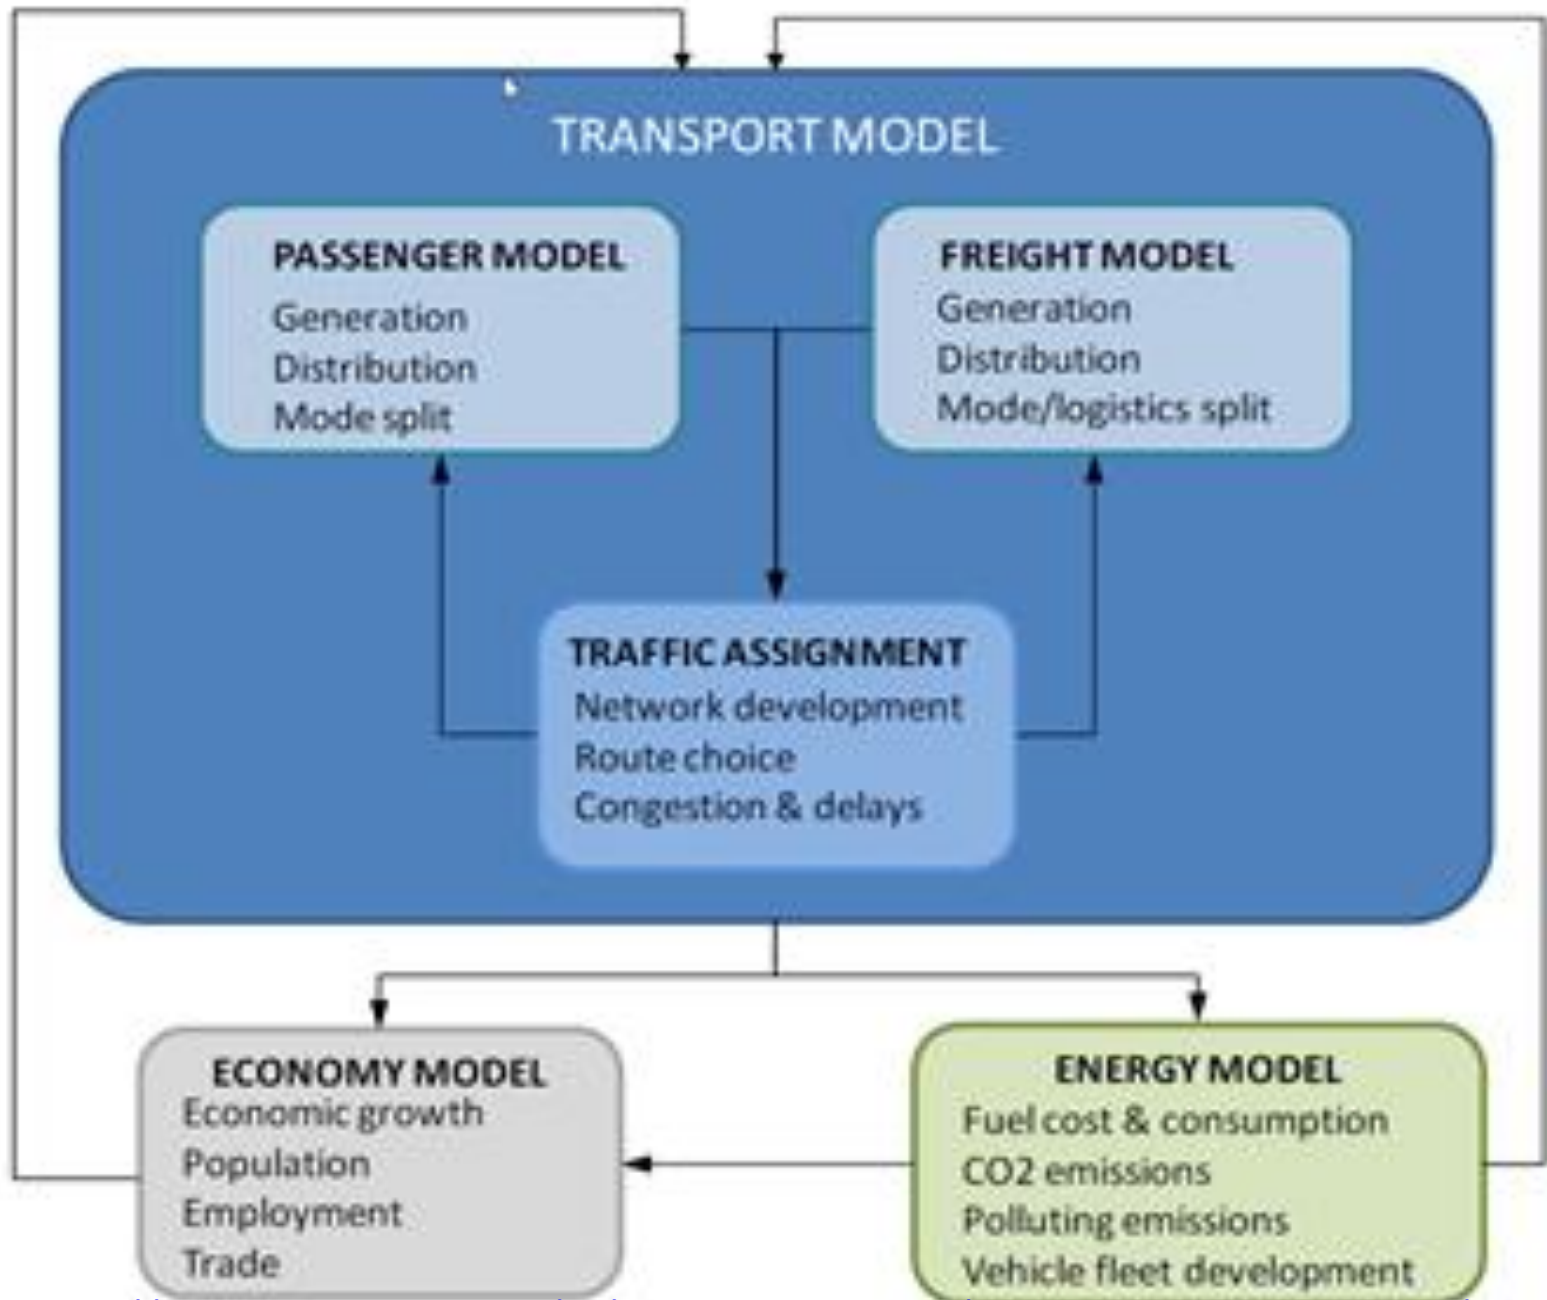 TRANSPORT MODEL
PASSENGER MODEL
Generation
Distribution
Mode split
FREIGHT MODEL
Generation
Distribution
Mode/logistics split
TRAFFIC ASSIGNMENT
Network development
Route choice
Congestion & delays
ECONOMY MODEL
Economic growth
Population
Employment
Trade
ENERGY MODEL
Fuel cost & consumption
CO2 emissions
Polluting emissions
Vehicle fleet development